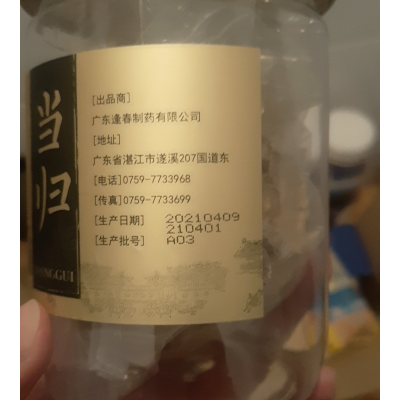 当归
[出品商]
广东逢春制药有限公司
[地址]
广东省湛江市遂溪207国道东
[电话]0759-7733968
[传真]0759-7733699
[生产日期] 20210409
210401
[生产批号] A03